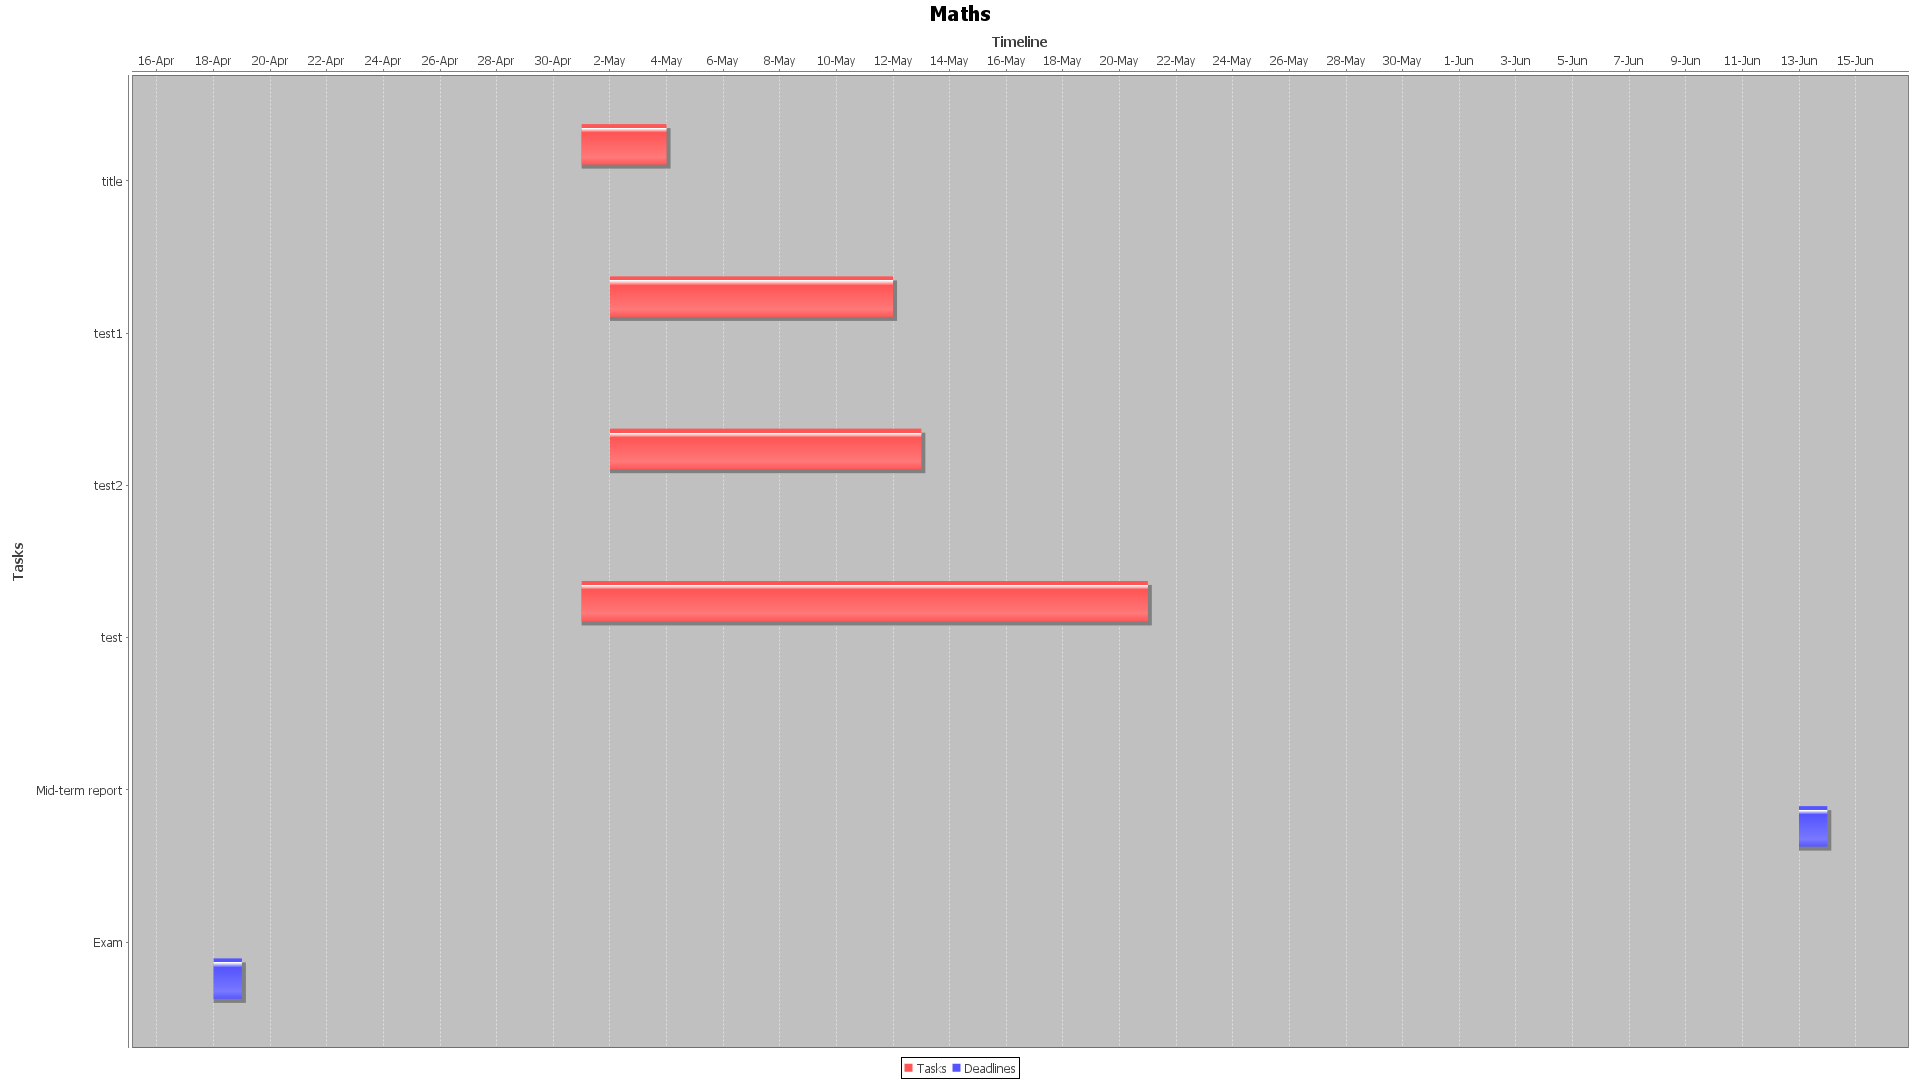 Maths
Timeline
16-Apr 18-Apr 20-Apr 22-Apr 24-Apr 26-Apr 28-Apr 30-Apr 2-May 4-May 6-May 8-May 10-May 12-May 14-May 16-May 18-May 20-May 22-May 24-May 26-May 28-May 30-May 1-Jun 3-Jun 5-Jun 7-Jun 9-Jun 11-Jun 13-Jun 15-Jun
title
test1
test2
Tasks
test
Mid-term report
Exam
Tasks Deadlines